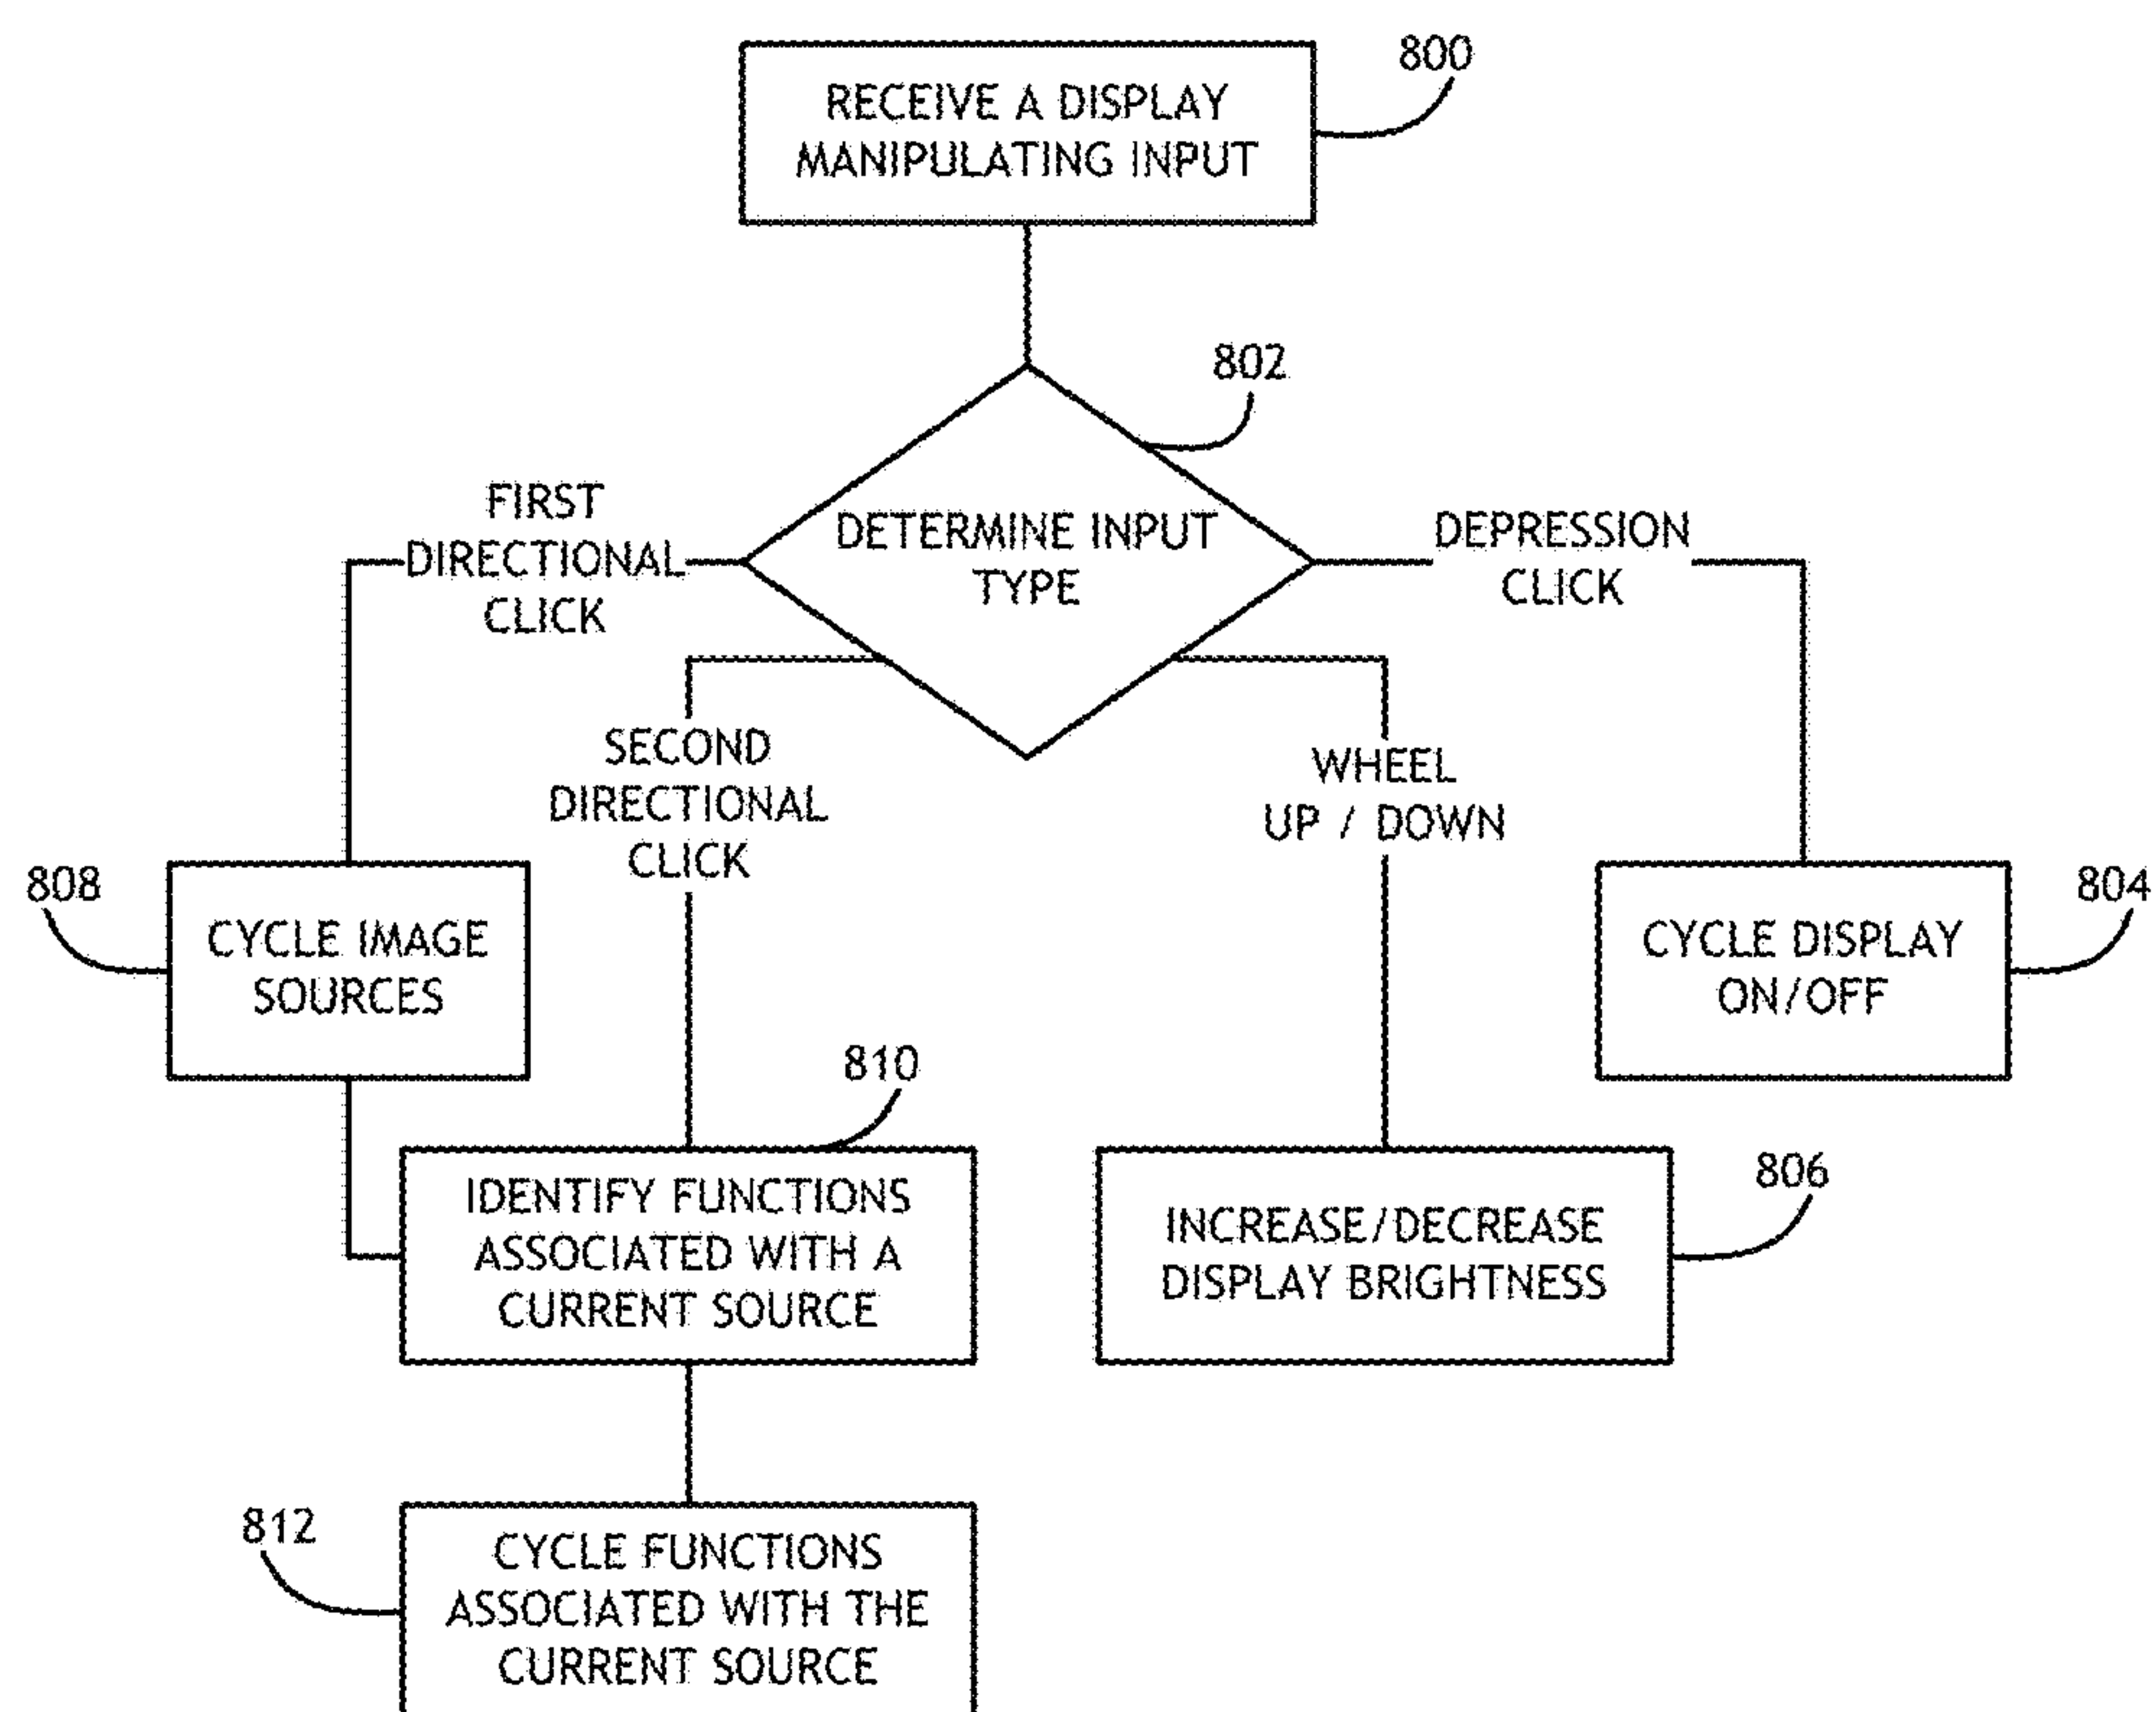 800
RECEIVE A DISPLAY
MANIPULATING INPUT
802
DETERMINE INPUT
TYPE
FIRST
DIRECTIONAL
CLICK
DEPRESSION
CLICK
SECOND
DIRECTIONAL
CLICK
WHEEL
UP / DOWN
808
CYCLE IMAGE
SOURCES
804
CYCLE DISPLAY
ON/OFF
810
IDENTIFY FUNCTIONS
ASSOCIATED WITH A
CURRENT SOURCE
806
INCREASE/DECREASE
DISPLAY BRIGHTNESS
812
CYCLE FUNCTIONS
ASSOCIATED WITH THE
CURRENT SOURCE